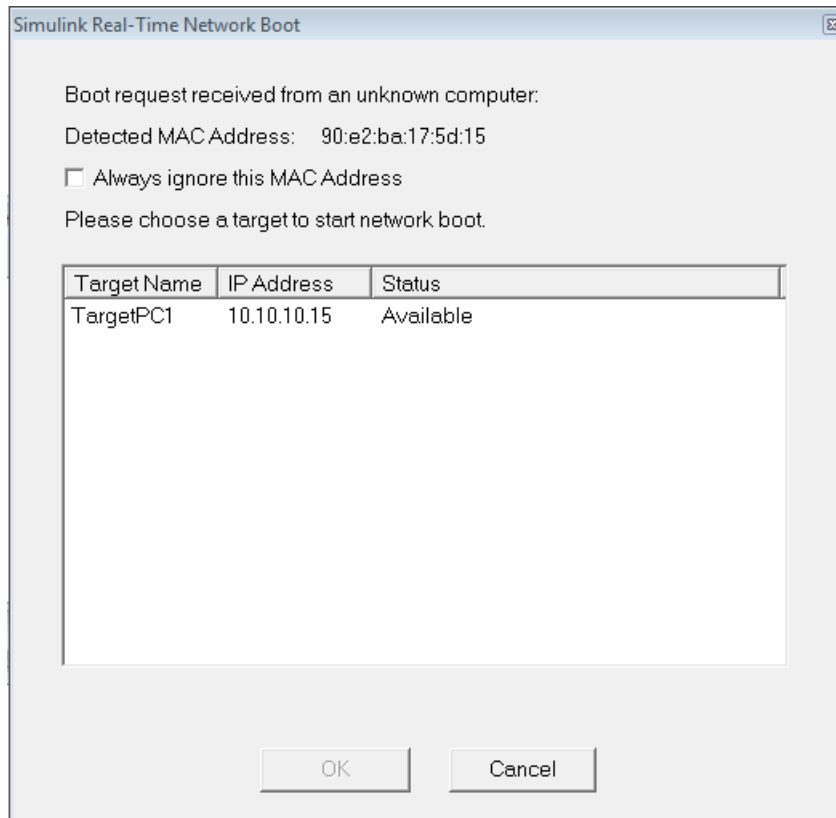 Simulink Real-Time Network Boot
Boot request received from an unknown computer:
Detected MAC Address: 90:e2:ba:17:5d:15
Always ignore this MAC Address
Please choose a target to start network boot.
Target Name IP Address Status
TargetPC1 10.10.10.15 Available
OK Cancel